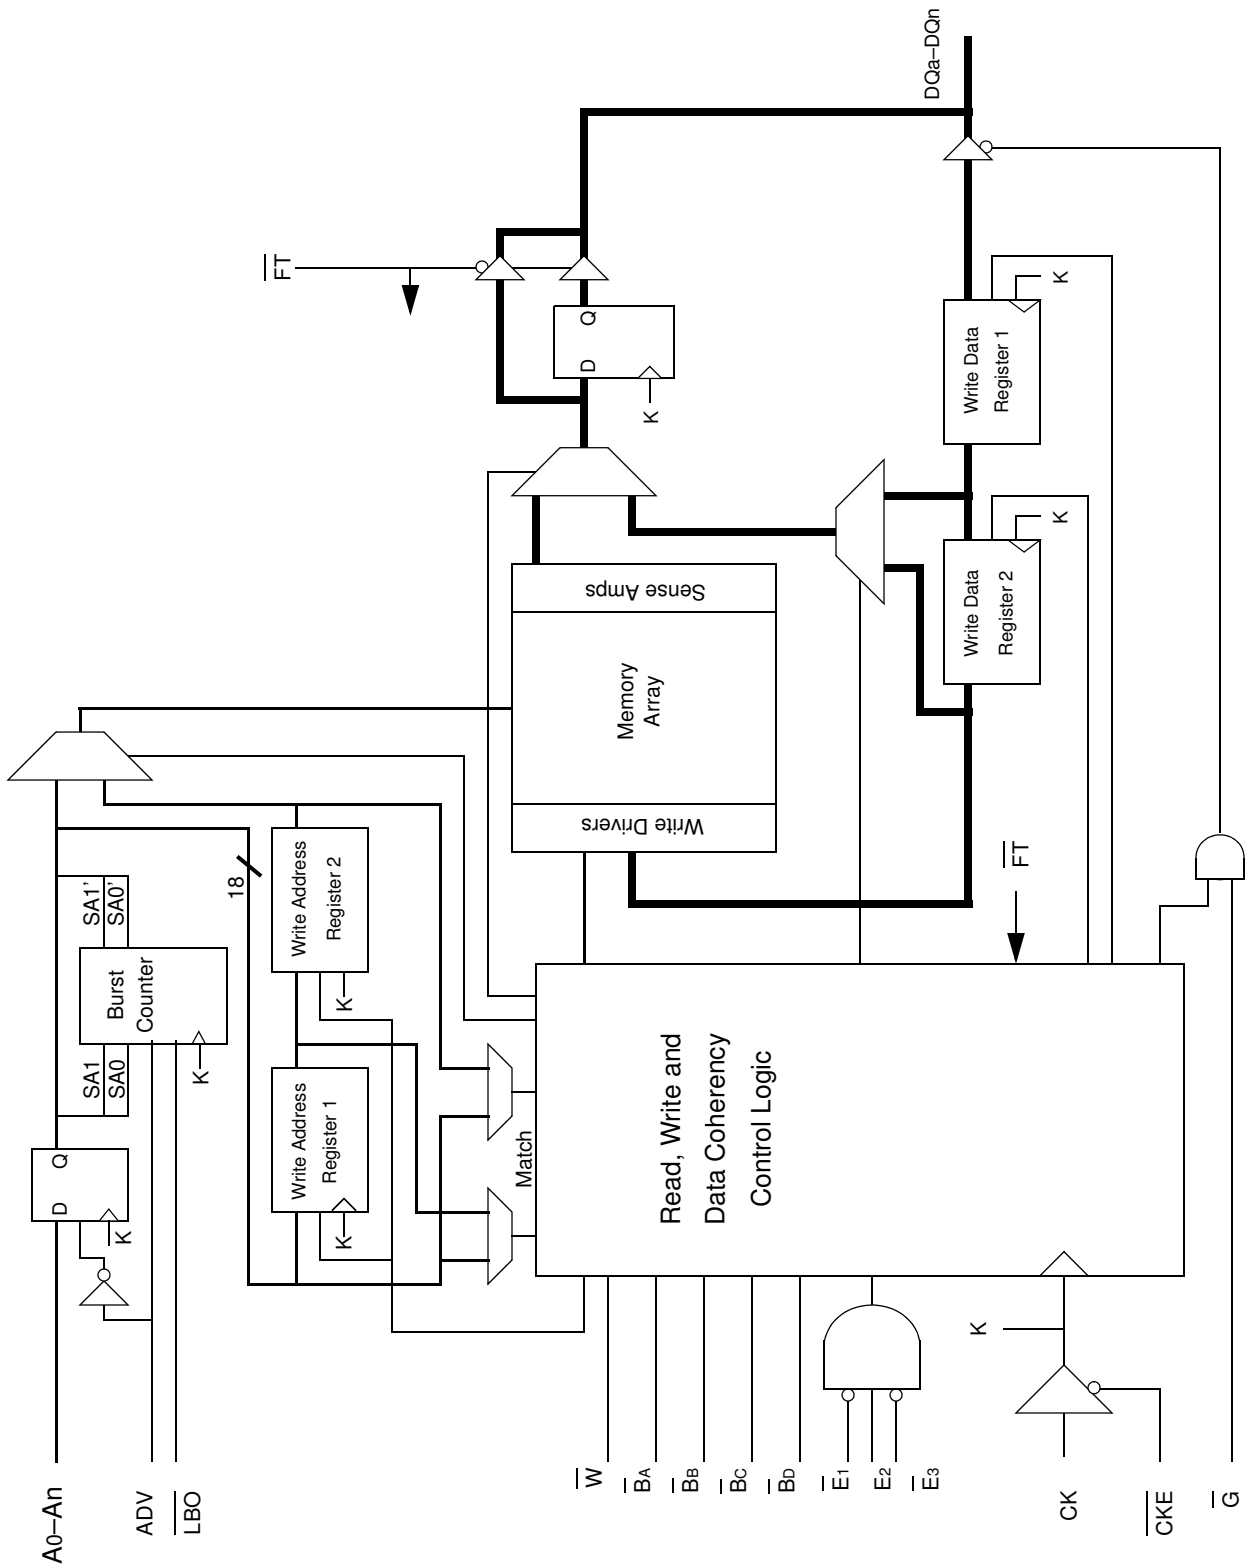 A0–An
ADV
LBO
D Q
K
SA1
SA0
Burst
Counter
K
SA1'
SA0'
18
Write Address
Register 1
K
Write Address
Register 2
K
Match
W
BA
BB
BC
BD
E1
E2
E3
CK
CKE
G
K
Read, Write and
Data Coherency
Control Logic
FT
Write Drivers
Memory
Array
Sense Amps
Write Data
Register 2
K
Write Data
Register 1
K
D Q
K
FT
DQa–DQn